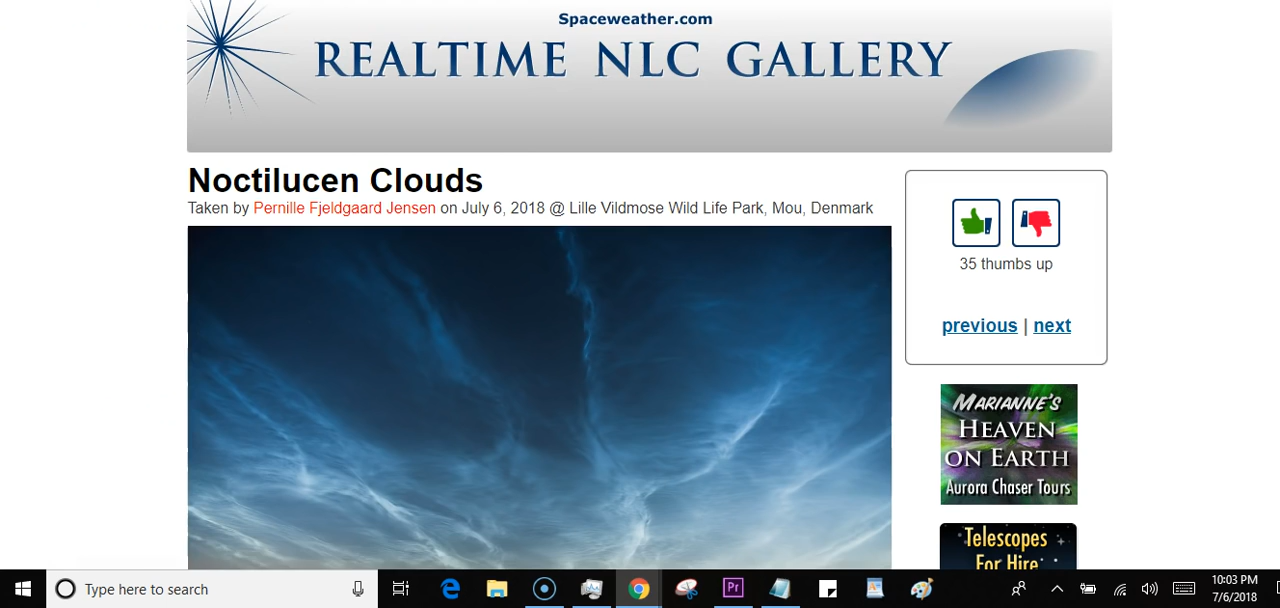 Spaceweather.com
REALTIME NLC GALLERY
Noctilucen Clouds
Taken by Pernille Fjeldgaard Jensen on July 6, 2018 @ Lille Vildmose Wild Life Park, Mou, Denmark
35 thumbs up
previous | next
MARIANNE'S
HEAVEN
ON EARTH
Aurora Chaser Tours
Telescopes
For Hire
Type here to search
Pr
10:03 PM
7/6/2018